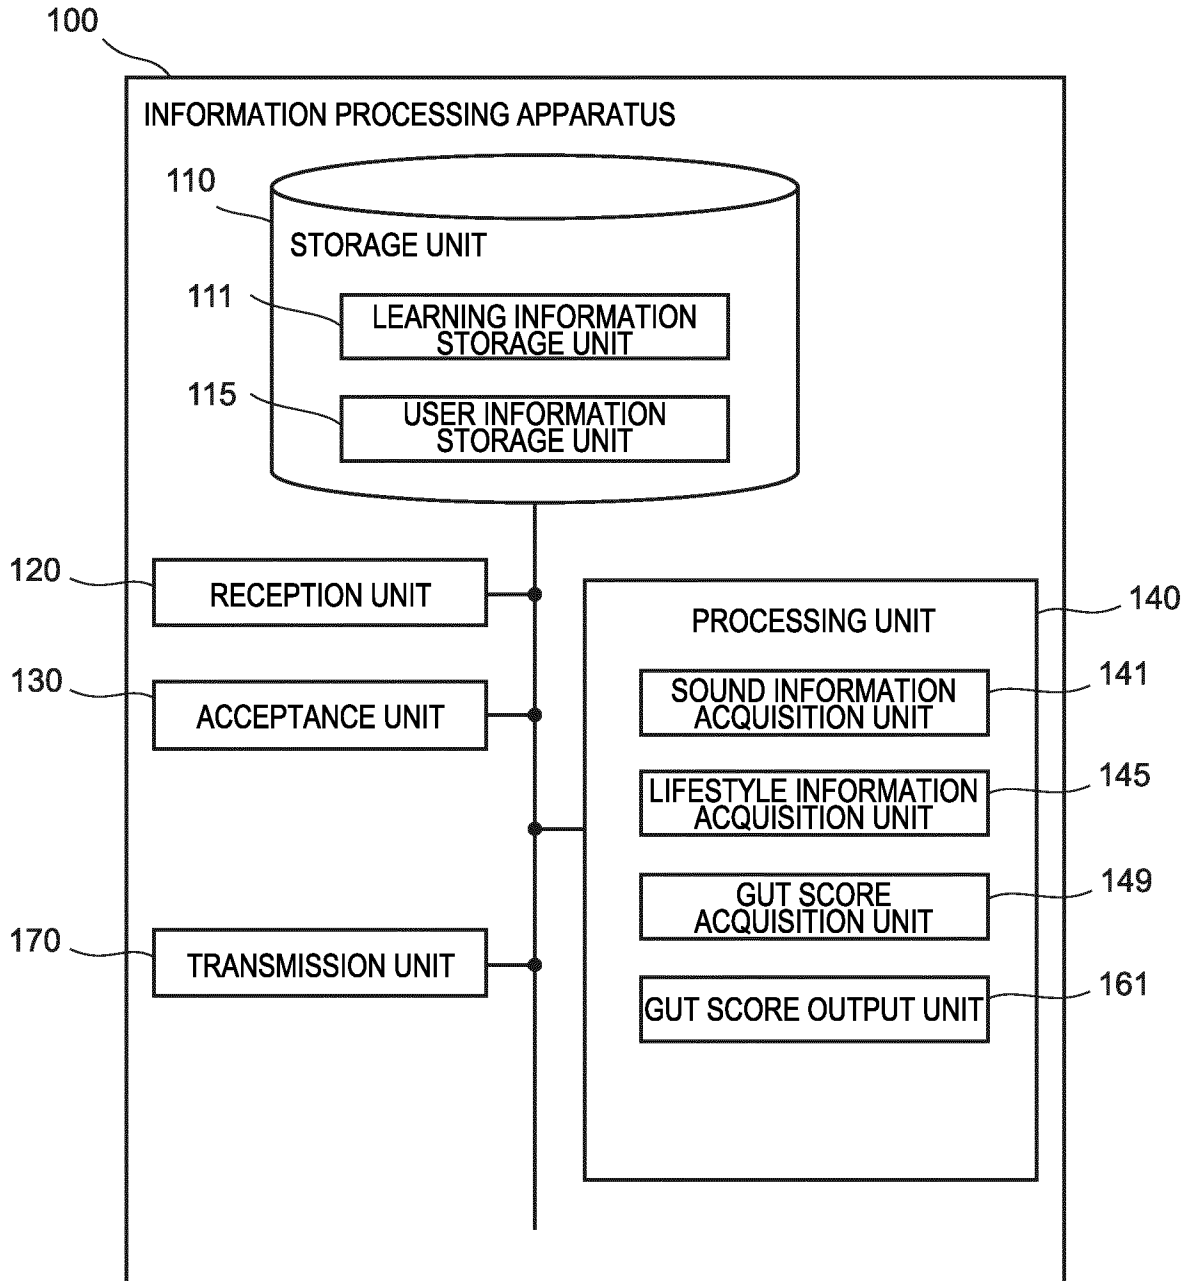 100
INFORMATION PROCESSING APPARATUS
110
STORAGE UNIT
111
LEARNING INFORMATION
STORAGE UNIT
115
USER INFORMATION
STORAGE UNIT
120
RECEPTION UNIT
130
ACCEPTANCE UNIT
170
TRANSMISSION UNIT
140
PROCESSING UNIT
141
SOUND INFORMATION
ACQUISITION UNIT
145
LIFESTYLE INFORMATION
ACQUISITION UNIT
149
GUT SCORE
ACQUISITION UNIT
161
GUT SCORE OUTPUT UNIT